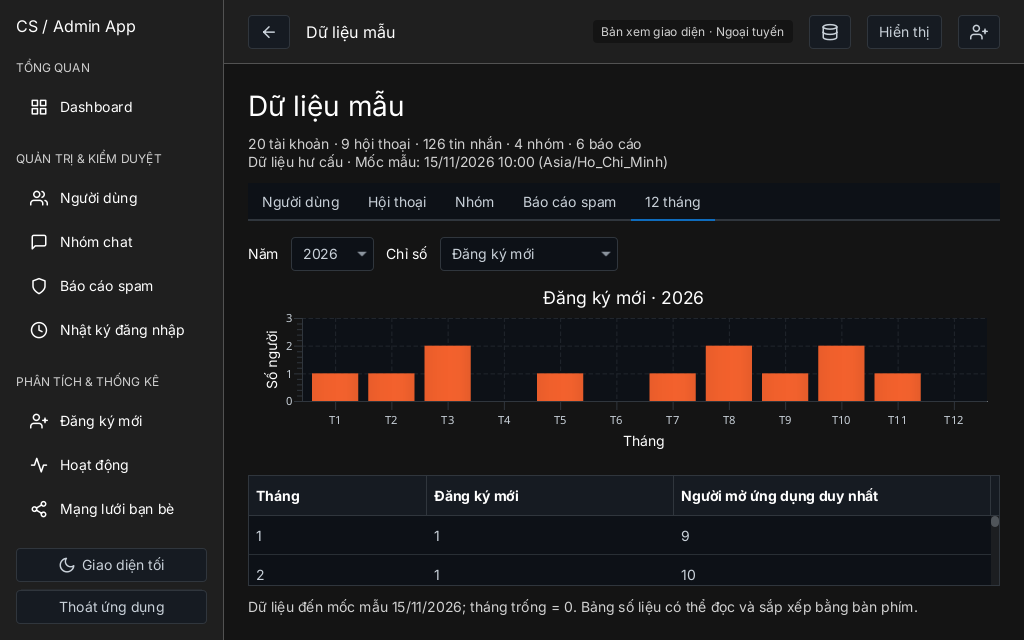 CS / Admin App
TỔNG QUAN
Dashboard
QUẢN TRỊ & KIỂM DUYỆT
Người dùng
Nhóm chat
Báo cáo spam
Nhật ký đăng nhập
PHÂN TÍCH & THỐNG KÊ
Đăng ký mới
Hoạt động
Mạng lưới bạn bè
Giao diện tối
Thoát ứng dụng
Dữ liệu mẫu
Bản xem giao diện · Ngoại tuyến
Hiển thị
Dữ liệu mẫu
20 tài khoản · 9 hội thoại · 126 tin nhắn · 4 nhóm · 6 báo cáo
Dữ liệu hư cấu · Mốc mẫu: 15/11/2026 10:00 (Asia/Ho_Chi_Minh)
Người dùng Hội thoại Nhóm Báo cáo spam 12 tháng
Năm 2026 Chỉ số Đăng ký mới
Đăng ký mới · 2026
Số người
3
2
1
0
T1 T2 T3 T4 T5 T6 T7 T8 T9 T10 T11 T12
Tháng
Tháng Đăng ký mới Người mở ứng dụng duy nhất
1 1 9
2 1 10
Dữ liệu đến mốc mẫu 15/11/2026; tháng trống = 0. Bảng số liệu có thể đọc và sắp xếp bằng bàn phím.